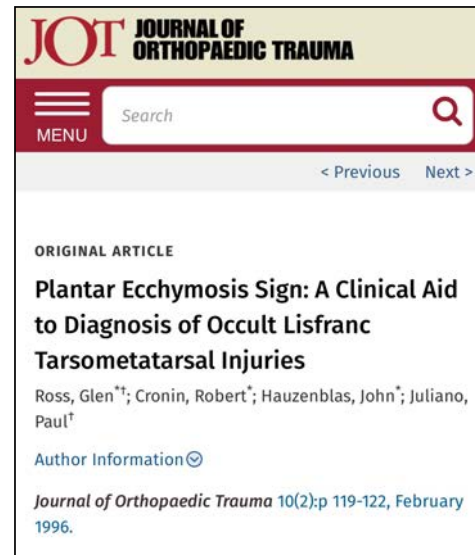 JOT JOURNAL OF
ORTHOPAEDIC TRAUMA
MENU
Search
< Previous Next >
ORIGINAL ARTICLE
Plantar Ecchymosis Sign: A Clinical Aid
to Diagnosis of Occult Lisfranc
Tarsometatarsal Injuries
Ross, Glen*†; Cronin, Robert*; Hauzenblas, John*; Juliano,
Paul†
Author Information
Journal of Orthopaedic Trauma 10(2):p 119-122, February
1996.